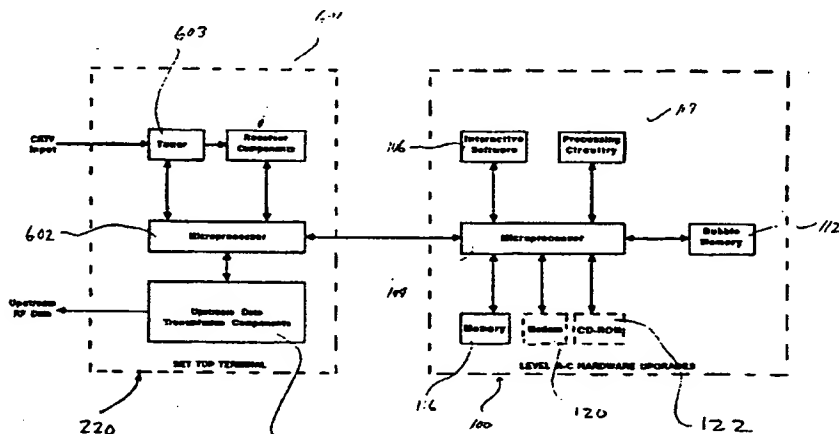 603
CATV Input
Tuner
Receiver Components
602
Microprocessor
Upstream RF Data
Upstream Data Transmission Components
SET TOP TERMINAL
220
117
116
Interactive Software
Processing Circuitry
Microprocessor
Bubble Memory
112
Memory
Modem
CD-ROM
LEVEL A-C HARDWARE UPGRADES
116
100
120
122